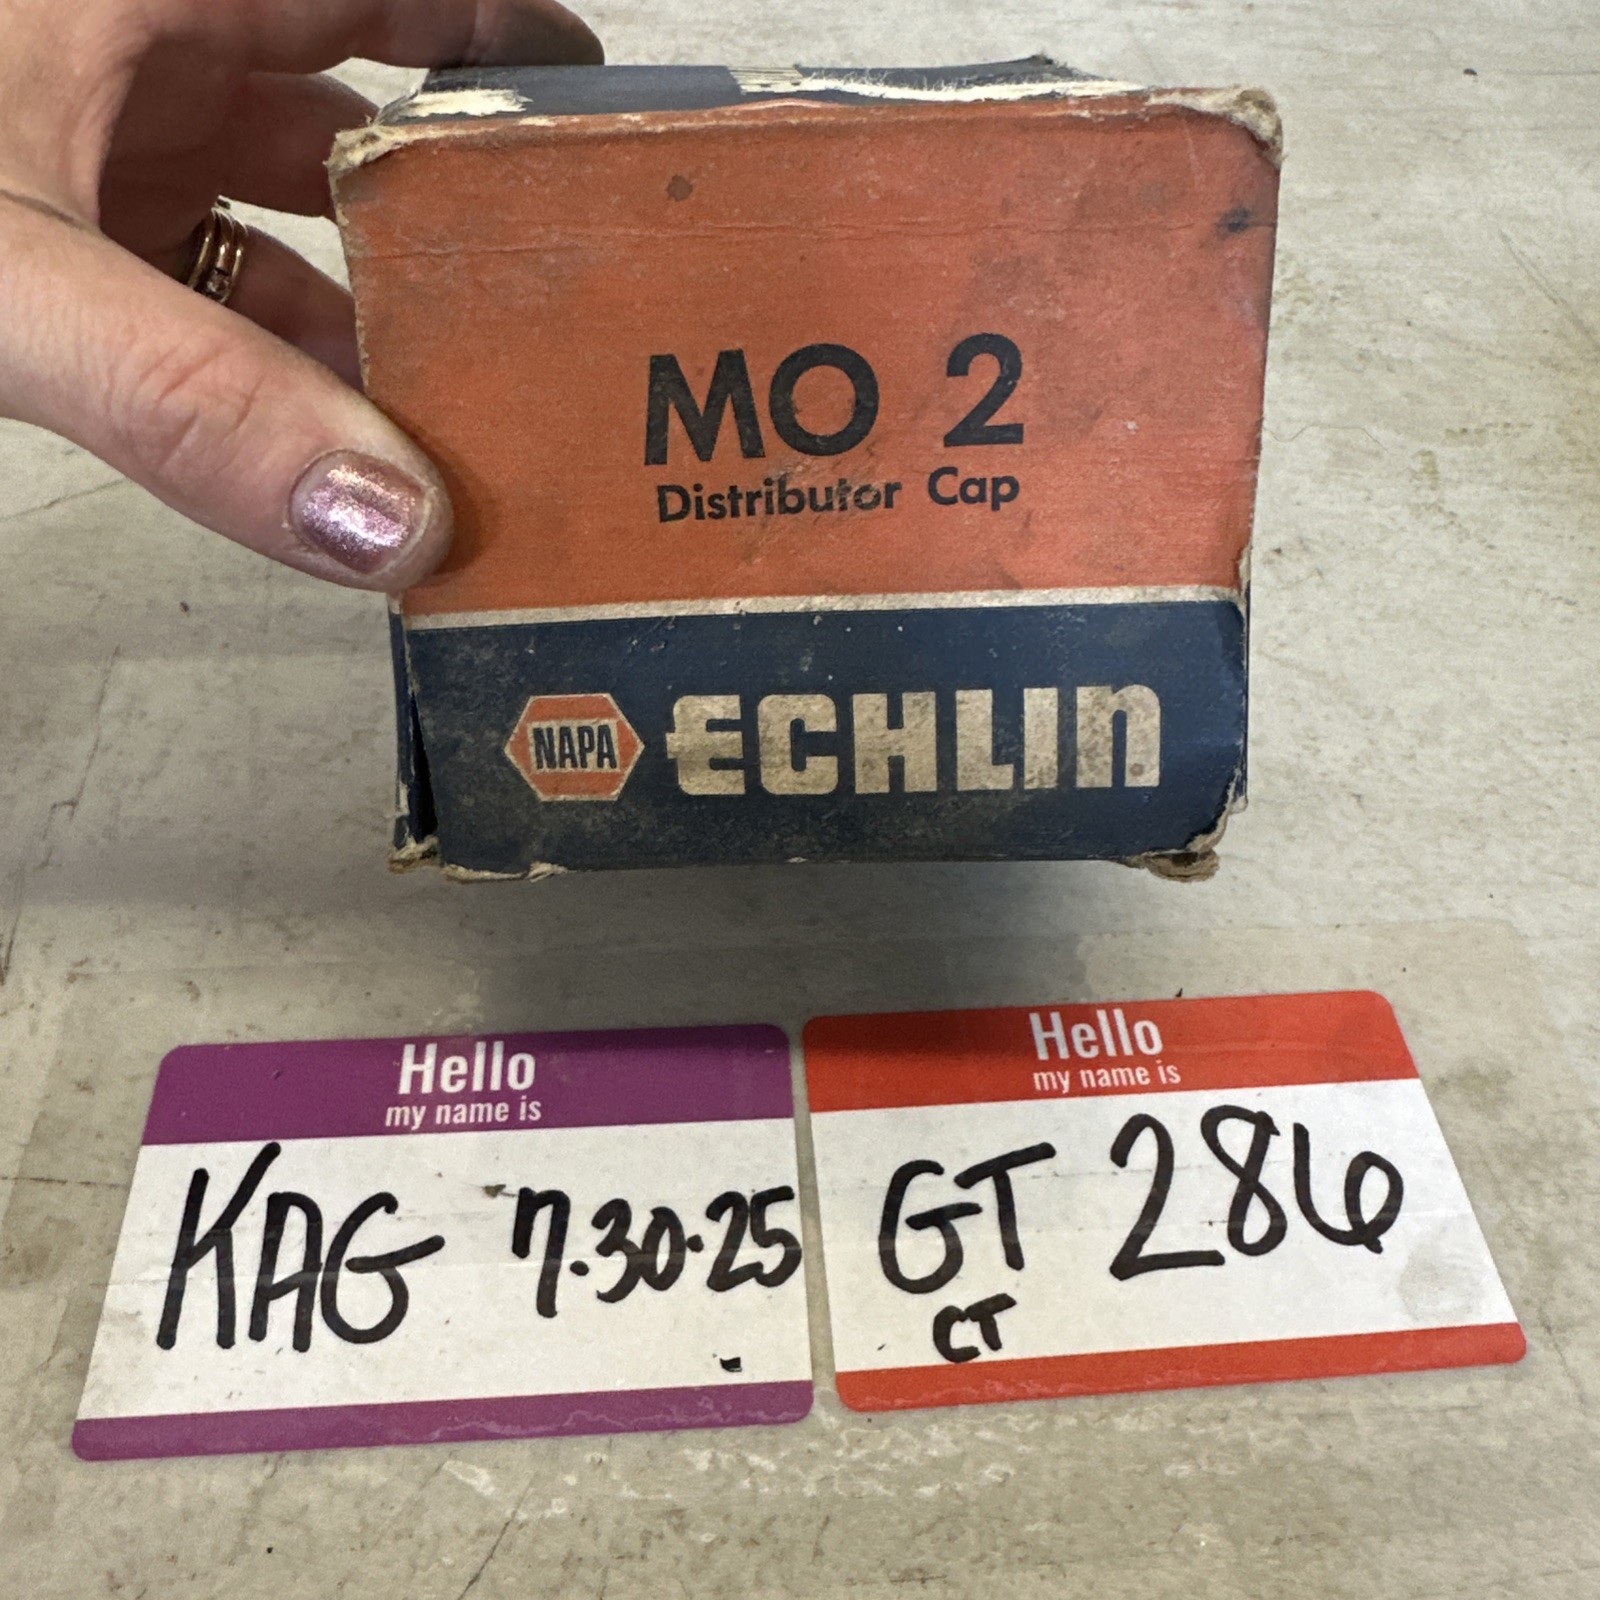 MO 2
Distributor Cap
NAPA ECHLIN
Hello
my name is
KAG 7.30.25
Hello
my name is
GT 286
CT